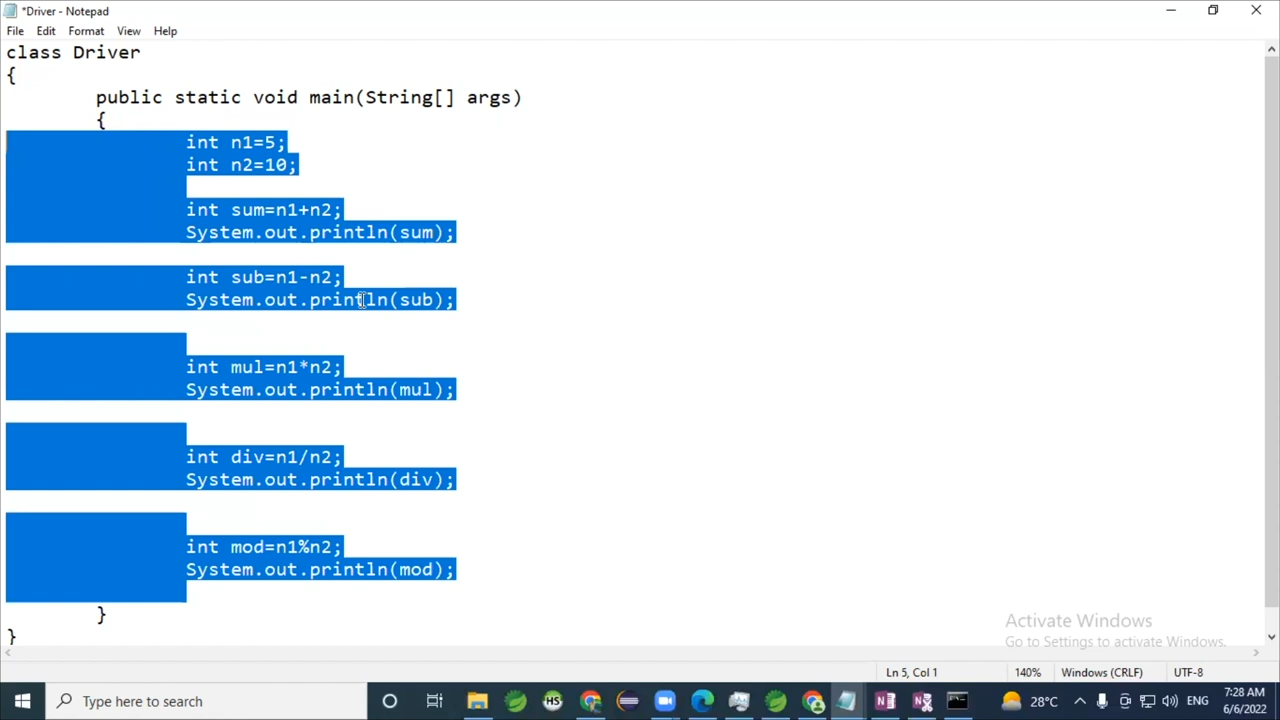 *Driver - Notepad
File Edit Format View Help
class Driver
{
public static void main(String[] args)
{
int n1=5;
int n2=10;
int sum=n1+n2;
System.out.println(sum);
int sub=n1-n2;
System.out.println(sub);
int mul=n1*n2;
System.out.println(mul);
int div=n1/n2;
System.out.println(div);
int mod=n1%n2;
System.out.println(mod);
}
}
Activate Windows
Go to Settings to activate Windows.
Ln 5, Col 1 140% Windows (CRLF) UTF-8
Type here to search
HS
28°C
ENG
7:28 AM
6/6/2022